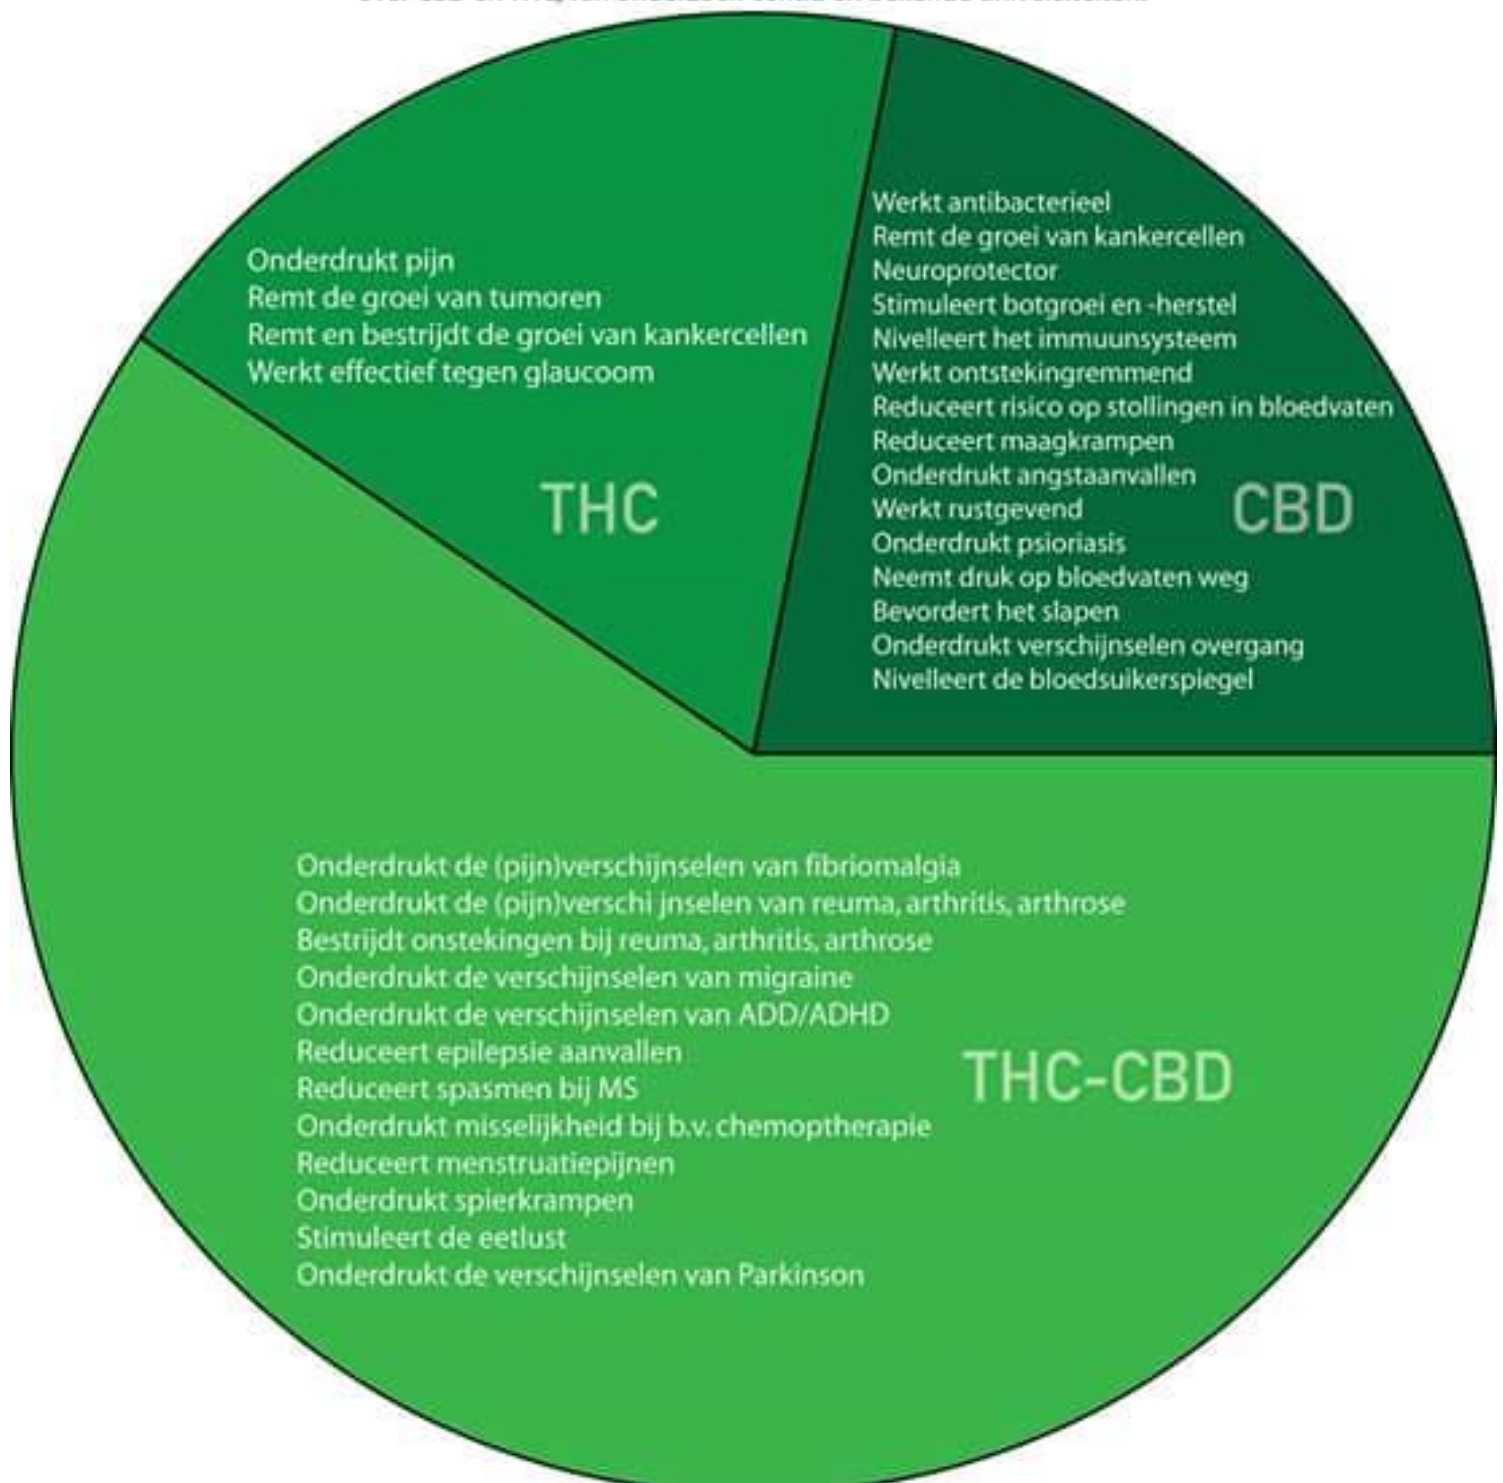 Onderdrukt pijn
Remt de groei van tumoren
Remt en bestrijdt de groei van kankercellen
Werkt effectief tegen glaucoom
THC
Werkt antibacterieel
Remt de groei van kankercellen
Neuroprotector
Stimuleert botgroei en -herstel
Nivelleert het immuunsysteem
Werkt ontstekingremmend
Reduceert risico op stollingen in bloedvaten
Reduceert maagkrampen
Onderdrukt angstaanvallen
Werkt rustgevend
Onderdrukt psioriasis
Neemt druk op bloedvaten weg
Bevordert het slapen
Onderdrukt verschijnselen overgang
Nivelleert de bloedsuikerspiegel
CBD
Onderdrukt de (pijn)verschijnselen van fibriomalgia
Onderdrukt de (pijn)verschi jnselen van reuma, arthritis, arthrose
Bestrijdt onstekingen bij reuma, arthritis, arthrose
Onderdrukt de verschijnselen van migraine
Onderdrukt de verschijnselen van ADD/ADHD
Reduceert epilepsie aanvallen
Reduceert spasmen bij MS
Onderdrukt misselijkheid bij b.v. chemoptherapie
Reduceert menstruatiepijnen
Onderdrukt spierkrampen
Stimuleert de eetlust
Onderdrukt de verschijnselen van Parkinson
THC-CBD